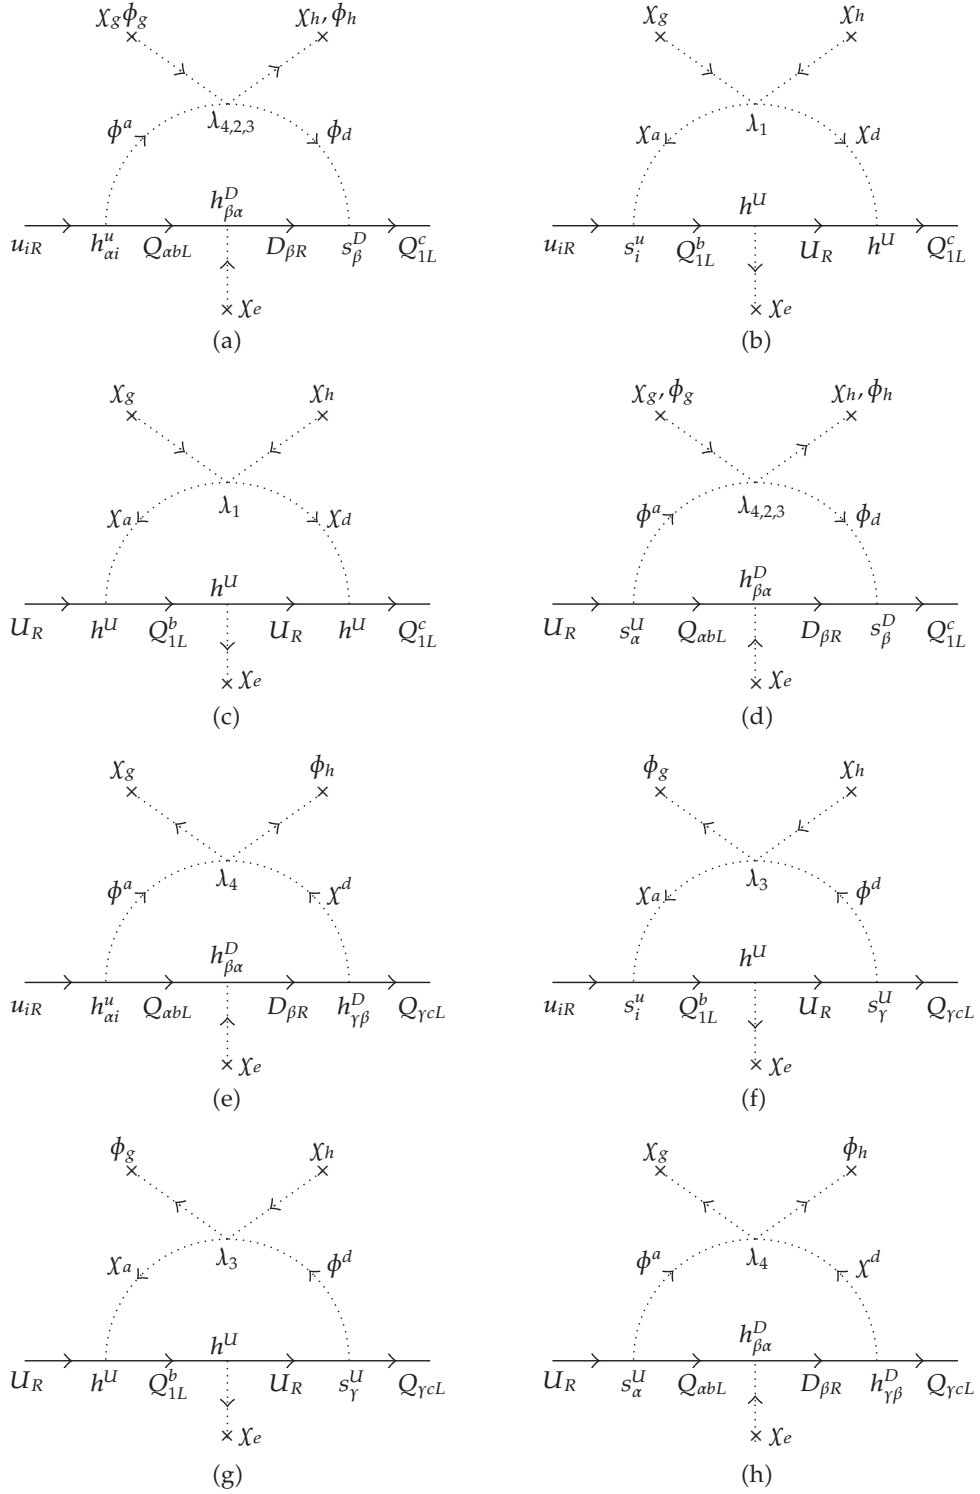 χ_g ϕ_g χ_h, ϕ_h
λ_{4,2,3}
ϕ^a ϕ_d
h^D_{βα}
u_{iR} h^u_{αi} Q_{αbL} D_{βR} s^D_β Q^c_{1L}
χ_e
(a)
χ_g χ_h
λ_1
χ_a χ_d
h^U
u_{iR} s^u_i Q^b_{1L} U_R h^U Q^c_{1L}
χ_e
(b)
χ_g χ_h
λ_1
χ_a χ_d
h^U
U_R h^U Q^b_{1L} U_R h^U Q^c_{1L}
χ_e
(c)
χ_g, ϕ_g χ_h, ϕ_h
λ_{4,2,3}
ϕ^a ϕ_d
h^D_{βα}
U_R s^U_α Q_{αbL} D_{βR} s^D_β Q^c_{1L}
χ_e
(d)
χ_g ϕ_h
λ_4
ϕ^a χ^d
h^D_{βα}
u_{iR} h^u_{αi} Q_{αbL} D_{βR} h^D_{γβ} Q_{γcL}
χ_e
(e)
ϕ_g χ_h
λ_3
χ_a ϕ^d
h^U
u_{iR} s^u_i Q^b_{1L} U_R s^U_γ Q_{γcL}
χ_e
(f)
ϕ_g χ_h
λ_3
χ_a ϕ^d
h^U
U_R h^U Q^b_{1L} U_R s^U_γ Q_{γcL}
χ_e
(g)
χ_g ϕ_h
λ_4
ϕ^a χ^d
h^D_{βα}
U_R s^U_α Q_{αbL} D_{βR} h^D_{γβ} Q_{γcL}
χ_e
(h)